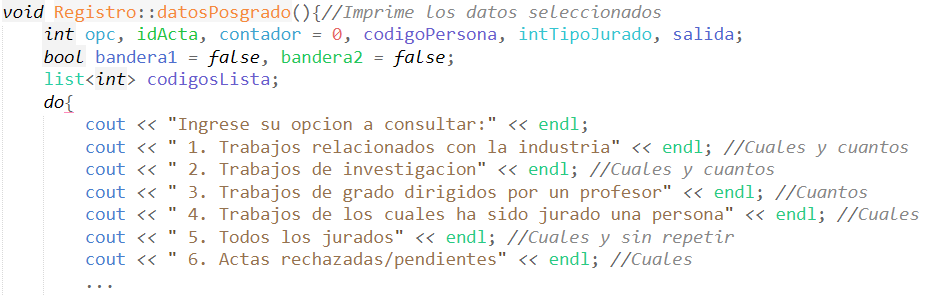 void Registro::datosPosgrado(){//Imprime los datos seleccionados
    int opc, idActa, contador = 0, codigoPersona, intTipoJurado, salida;
    bool bandera1 = false, bandera2 = false;
    list<int> codigosLista;
    do{
        cout << "Ingrese su opcion a consultar:" << endl;
        cout << " 1. Trabajos relacionados con la industria" << endl; //Cuales y cuantos
        cout << " 2. Trabajos de investigacion" << endl; //Cuales y cuantos
        cout << " 3. Trabajos de grado dirigidos por un profesor" << endl; //Cuantos
        cout << " 4. Trabajos de los cuales ha sido jurado una persona" << endl; //Cuales
        cout << " 5. Todos los jurados" << endl; //Cuales y sin repetir
        cout << " 6. Actas rechazadas/pendientes" << endl; //Cuales
        ...